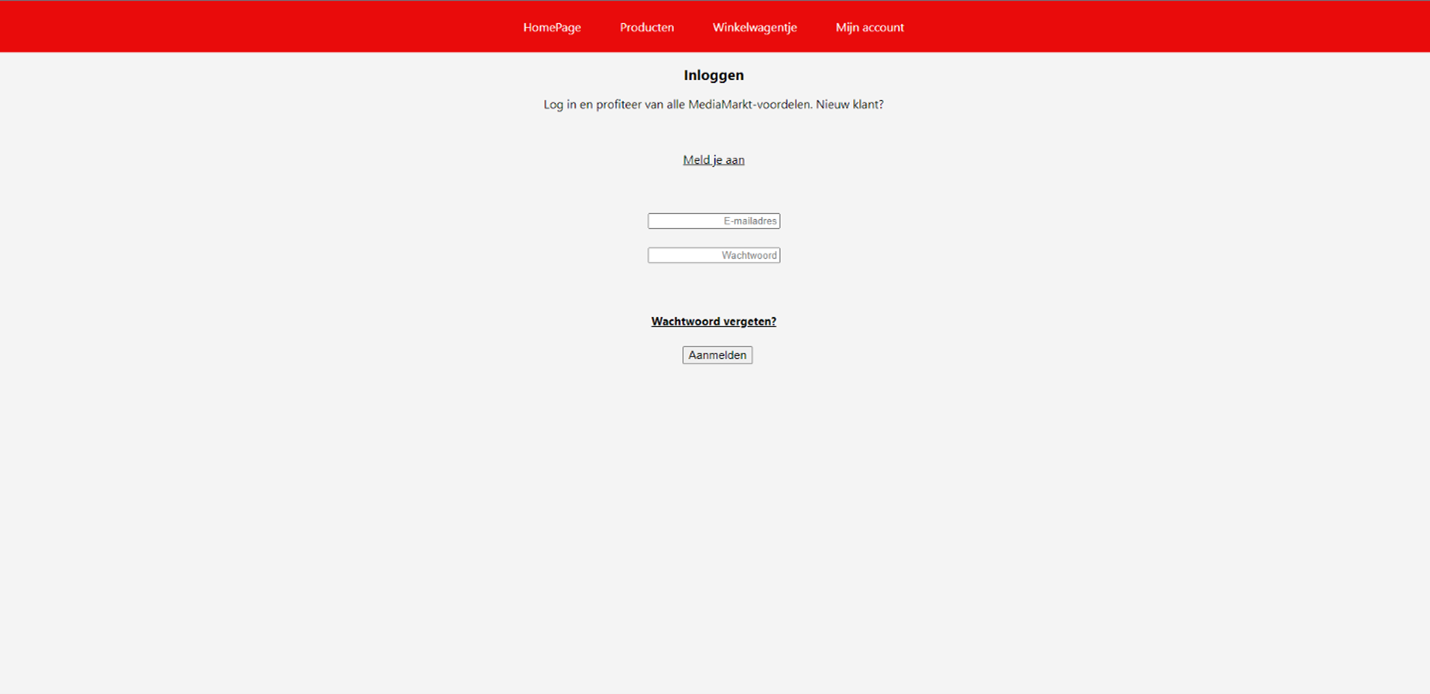 HomePage Producten Winkelwagentje Mijn account
Inloggen
Log in en profiteer van alle MediaMarkt-voordelen. Nieuw klant?
Meld je aan
E-mailadres
Wachtwoord
Wachtwoord vergeten?
Aanmelden